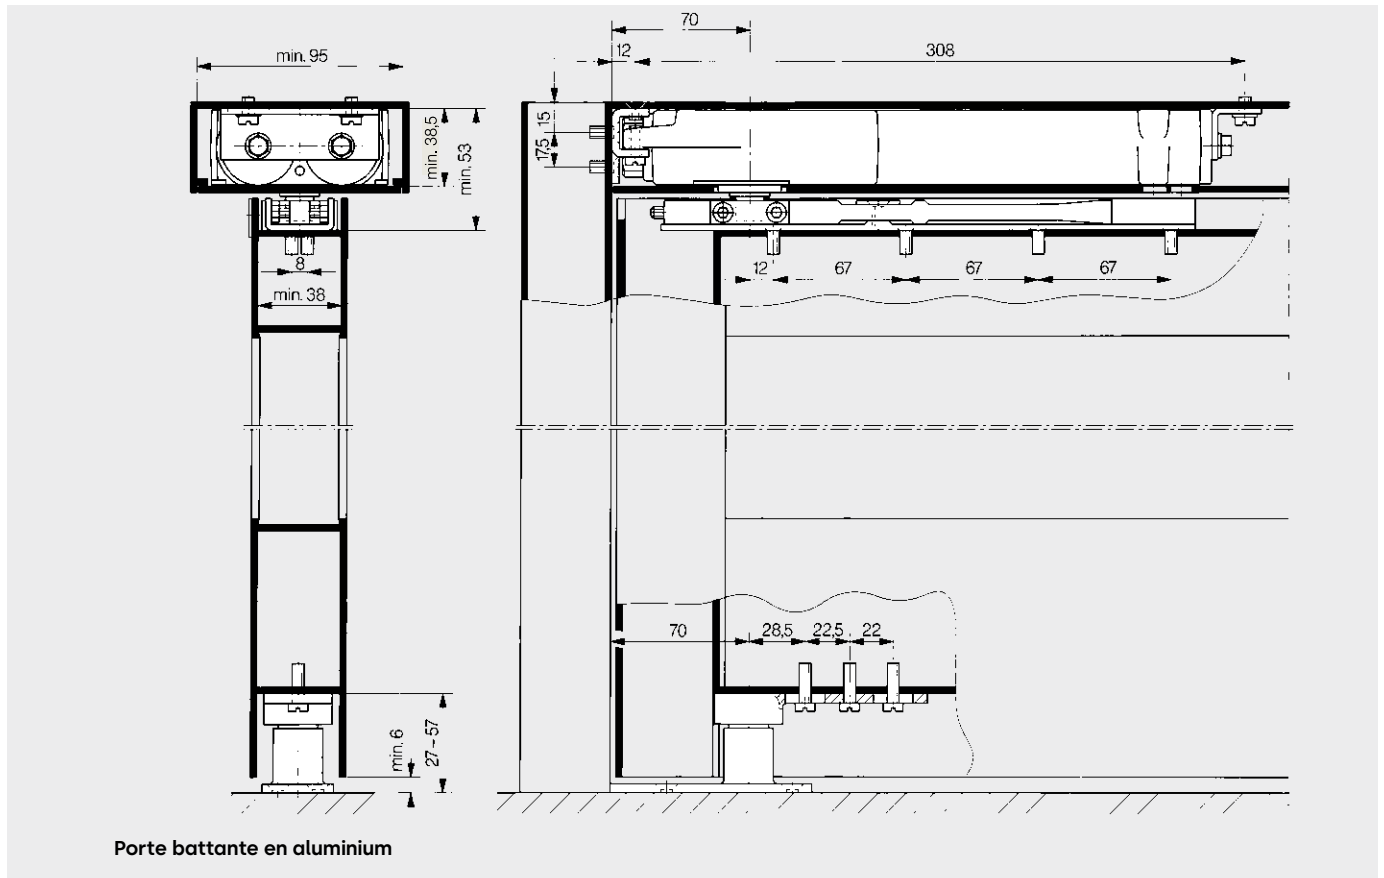 70
min. 95
12
308
15
17,5
min. 38,5
min. 53
8
min. 38
12
67
67
67
70
28,5
22,5
22
min. 6
27 - 57
Porte battante en aluminium